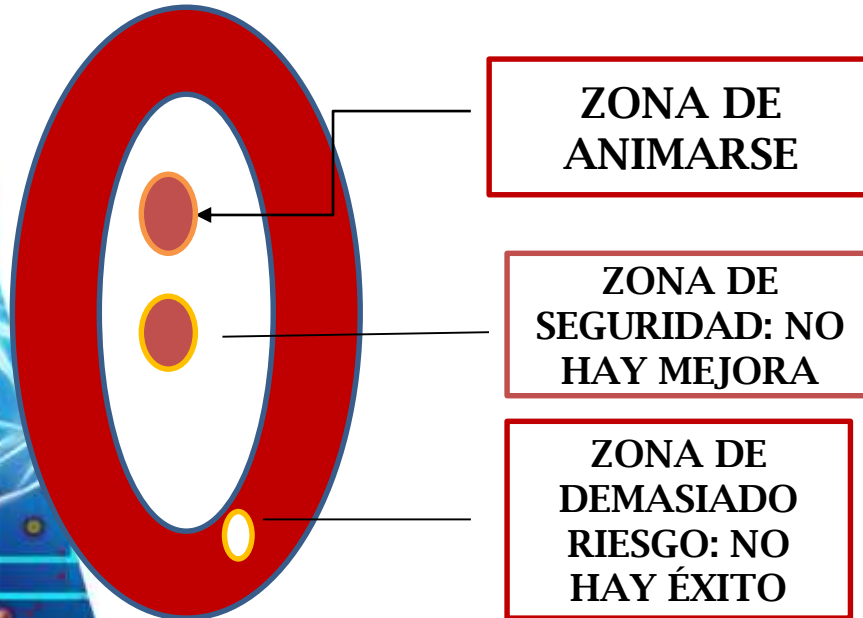 ZONA DE
ANIMARSE
ZONA DE
SEGURIDAD: NO
HAY MEJORA
ZONA DE
DEMASIADO
RIESGO: NO
HAY ÉXITO